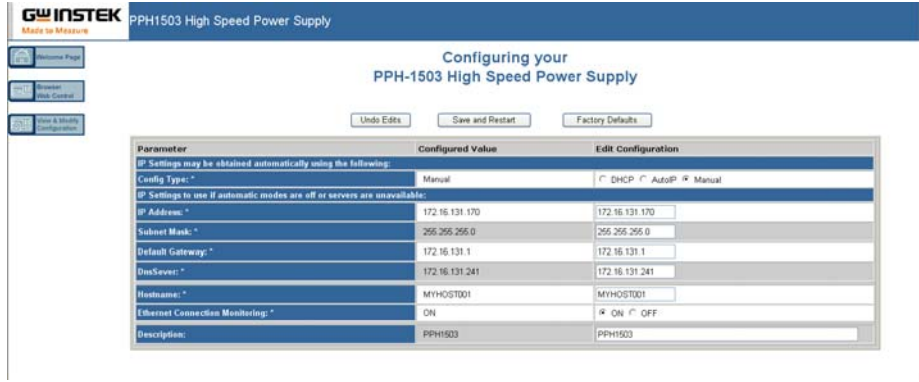 GWINSTEK
Made to Measure
PPH1503 High Speed Power Supply
Welcome Page
Browser
Web Control
View & Modify
Configuration
Configuring your
PPH-1503 High Speed Power Supply
Undo Edits Save and Restart Factory Defaults
Parameter Configured Value Edit Configuration
IP Settings may be obtained automatically using the following:
Config Type: * Manual DHCP AutoIP Manual
IP Settings to use if automatic modes are off or servers are unavailable:
IP Address: * 172.16.131.170 172.16.131.170
Subnet Mask: * 255.255.255.0 255.255.255.0
Default Gateway: * 172.16.131.1 172.16.131.1
DnsSever: * 172.16.131.241 172.16.131.241
Hostname: * MYHOST001 MYHOST001
Ethernet Connection Monitoring: * ON ON OFF
Description: PPH1503 PPH1503